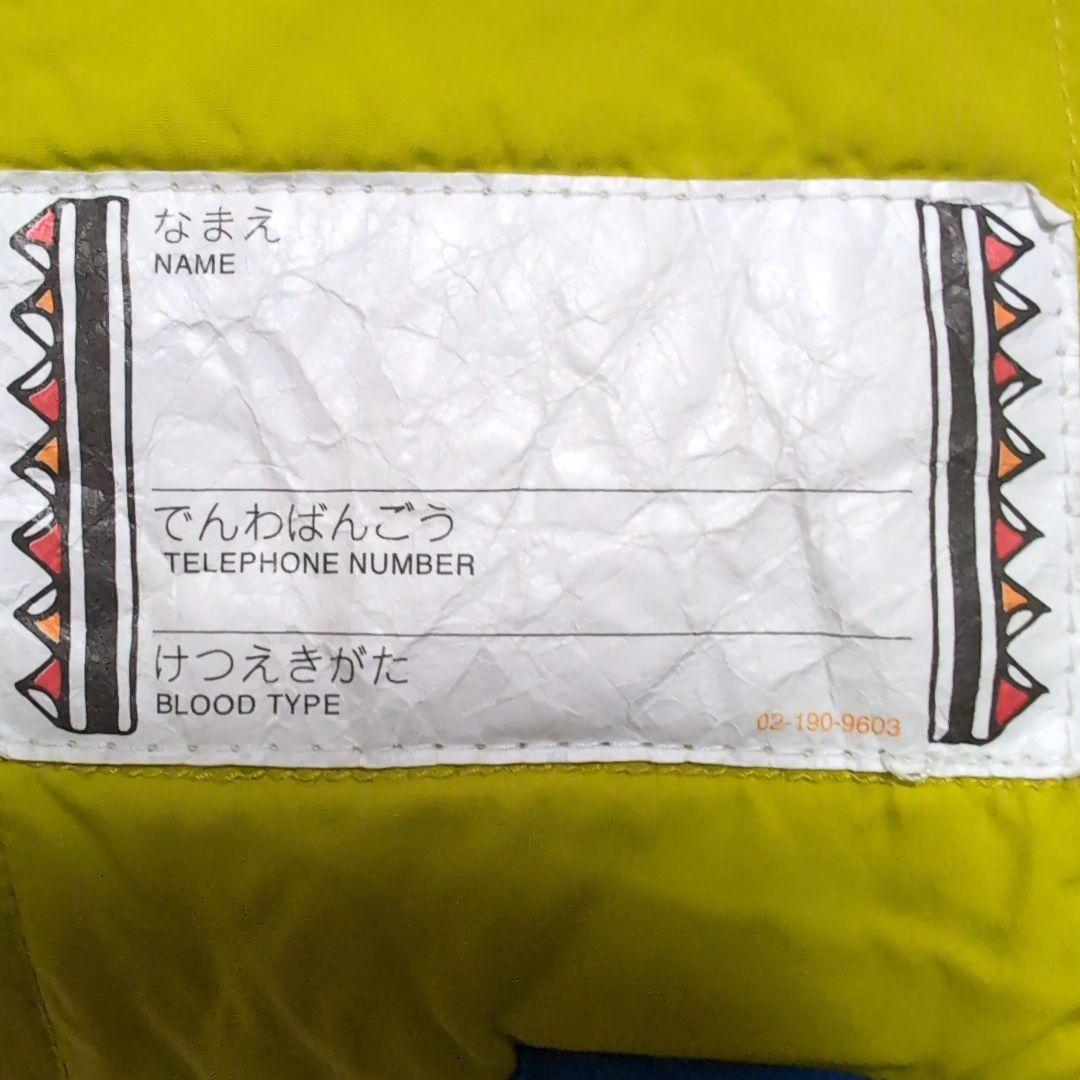 なまえ
NAME
でんわばんごう
TELEPHONE NUMBER
けつえきがた
BLOOD TYPE
02-190-9603